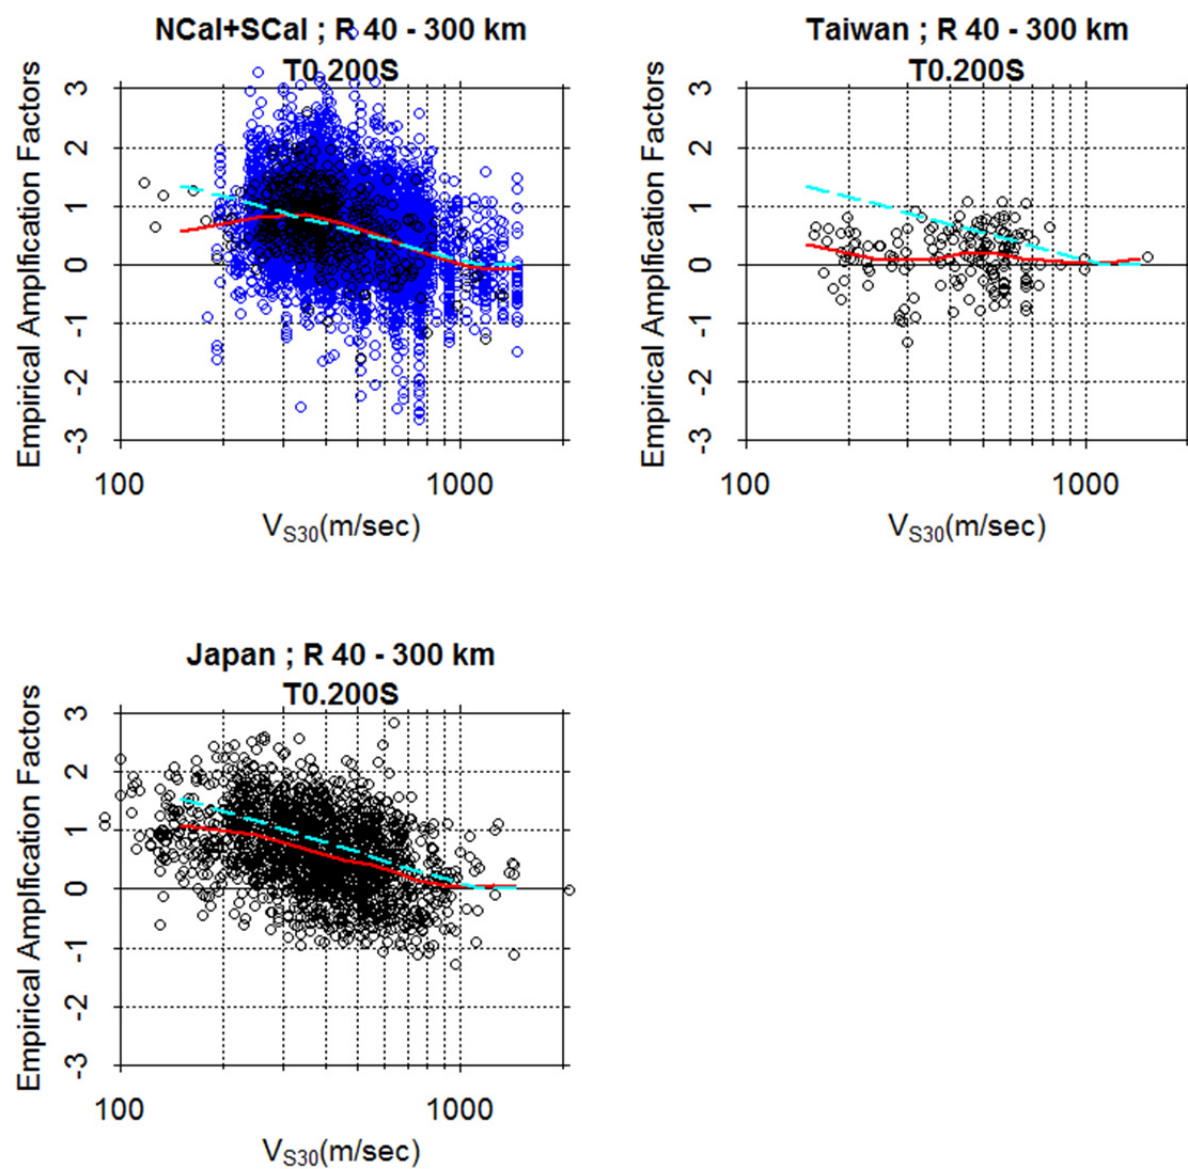 NCal+SCal ; R 40 - 300 km
T0.200S
Empirical Amplfication Factors
3
2
1
0
-1
-2
-3
100
1000
V_S30(m/sec)
Taiwan ; R 40 - 300 km
T0.200S
Empirical Amplfication Factors
3
2
1
0
-1
-2
-3
100
1000
V_S30(m/sec)
Japan ; R 40 - 300 km
T0.200S
Empirical Amplfication Factors
3
2
1
0
-1
-2
-3
100
1000
V_S30(m/sec)